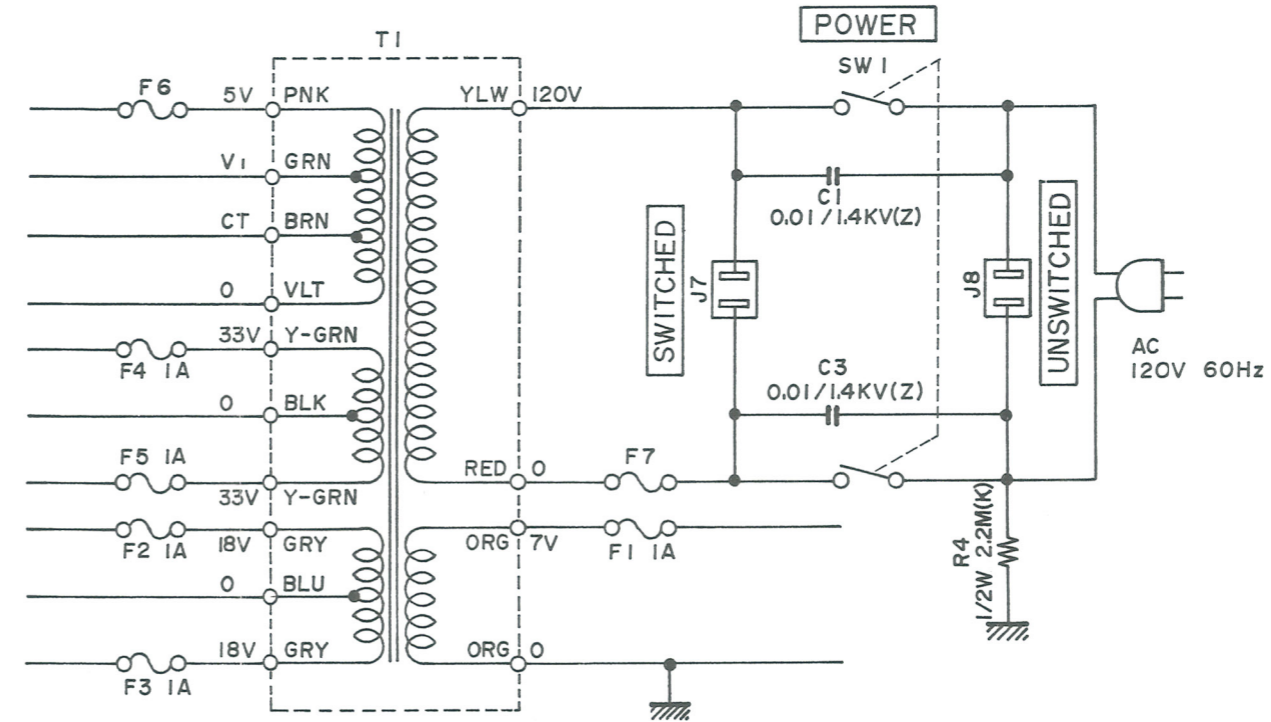 POWER
T1
SW1
F6
5V PNK
YLW 120V
V1 GRN
C1
0.01/1.4KV(Z)
CT BRN
SWITCHED
J7
J8
UNSWITCHED
0 VLT
33V Y-GRN
F4 1A
AC
120V 60Hz
C3
0.01/1.4KV(Z)
0 BLK
F5 1A
RED 0
F7
33V Y-GRN
F2 1A
18V GRY
ORG 7V
F1 1A
R4
1/2W 2.2M(K)
0 BLU
18V GRY
ORG 0
F3 1A